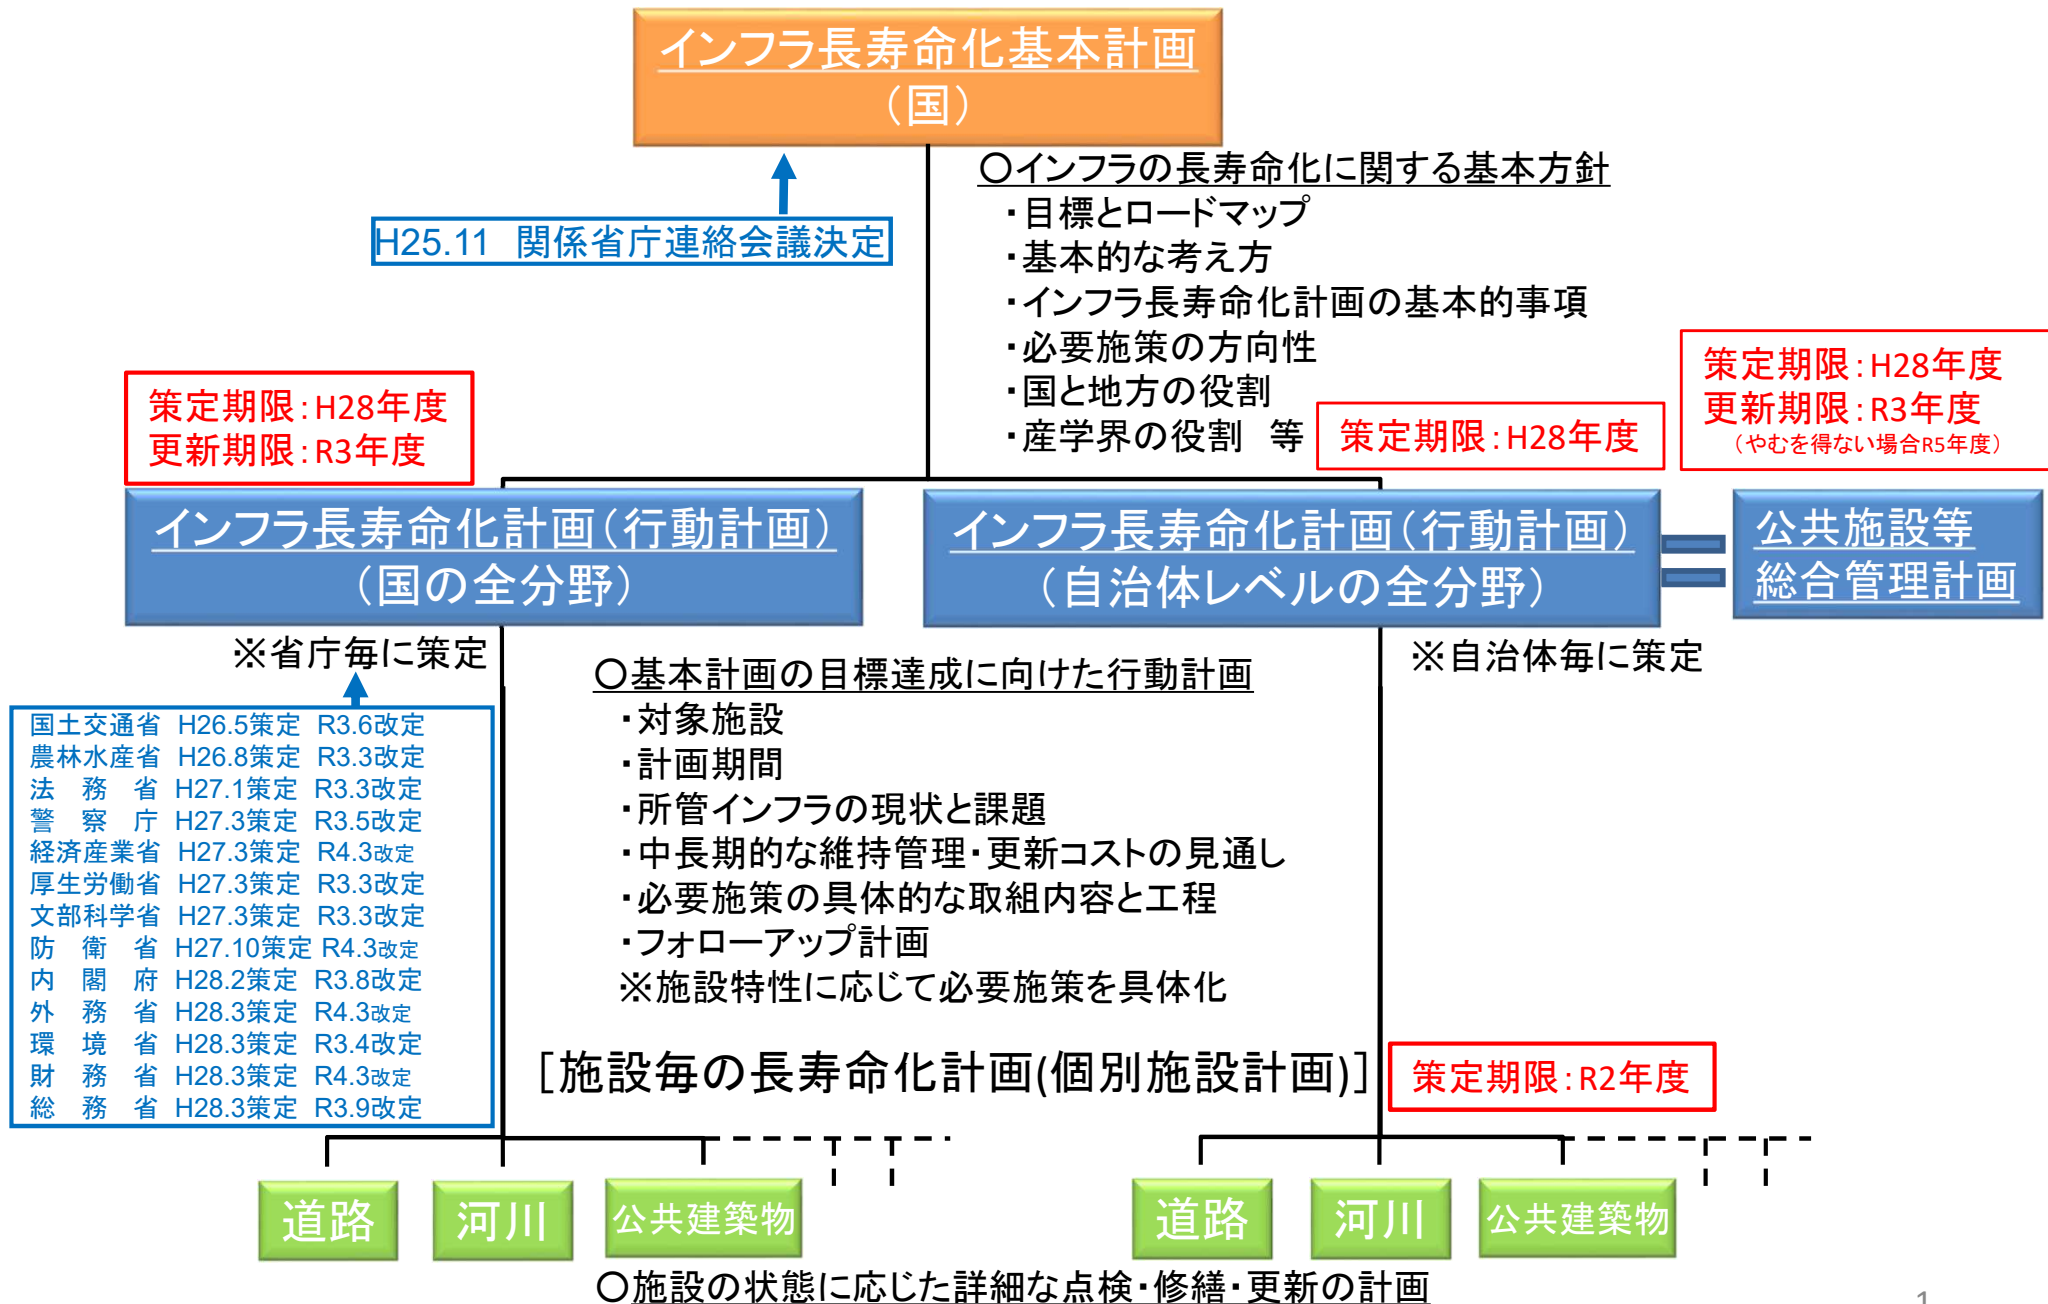 インフラ長寿命化基本計画
（国）
H25.11　関係省庁連絡会議決定
○インフラの長寿命化に関する基本方針
・目標とロードマップ
・基本的な考え方
・インフラ長寿命化計画の基本的事項
・必要施策の方向性
・国と地方の役割
・産学界の役割　等
策定期限：H28年度
更新期限：R3年度
策定期限：H28年度
策定期限：H28年度
更新期限：R3年度
（やむを得ない場合R5年度）
インフラ長寿命化計画（行動計画）
（国の全分野）
インフラ長寿命化計画（行動計画）
（自治体レベルの全分野）
公共施設等
総合管理計画
※省庁毎に策定
※自治体毎に策定
国土交通省 H26.5策定 R3.6改定
農林水産省 H26.8策定 R3.3改定
法　務　省 H27.1策定 R3.3改定
警　察　庁 H27.3策定 R3.5改定
経済産業省 H27.3策定 R4.3改定
厚生労働省 H27.3策定 R3.3改定
文部科学省 H27.3策定 R3.3改定
防　衛　省 H27.10策定 R4.3改定
内　閣　府 H28.2策定 R3.8改定
外　務　省 H28.3策定 R4.3改定
環　境　省 H28.3策定 R3.4改定
財　務　省 H28.3策定 R4.3改定
総　務　省 H28.3策定 R3.9改定
○基本計画の目標達成に向けた行動計画
・対象施設
・計画期間
・所管インフラの現状と課題
・中長期的な維持管理・更新コストの見通し
・必要施策の具体的な取組内容と工程
・フォローアップ計画
※施設特性に応じて必要施策を具体化
［施設毎の長寿命化計画(個別施設計画)］
策定期限：R2年度
道路
河川
公共建築物
道路
河川
公共建築物
○施設の状態に応じた詳細な点検・修繕・更新の計画
1